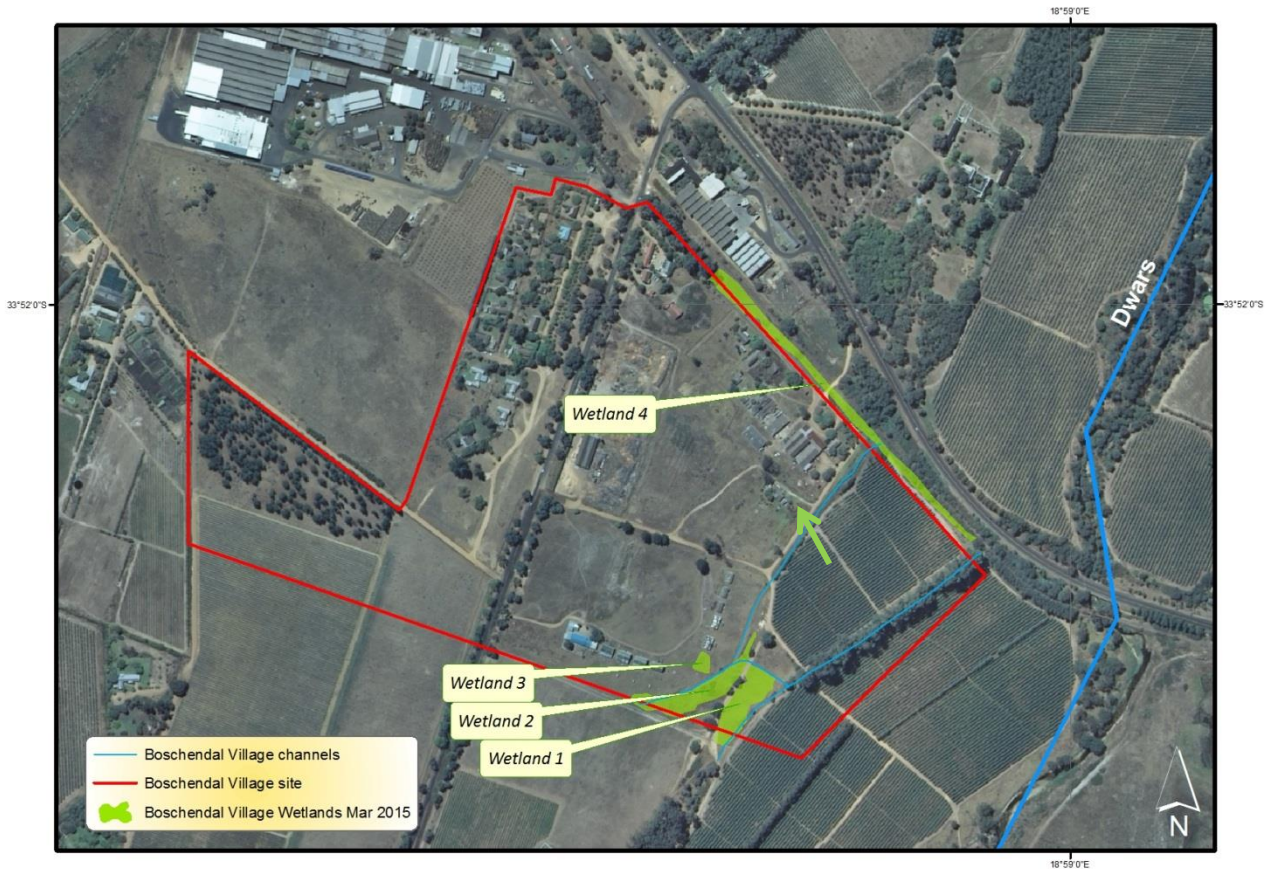 18°59'0"E
33°52'0"S
33°52'0"S
Dwars
Wetland 4
Wetland 3
Wetland 2
Wetland 1
Boschendal Village channels
Boschendal Village site
Boschendal Village Wetlands Mar 2015
N
18°59'0"E